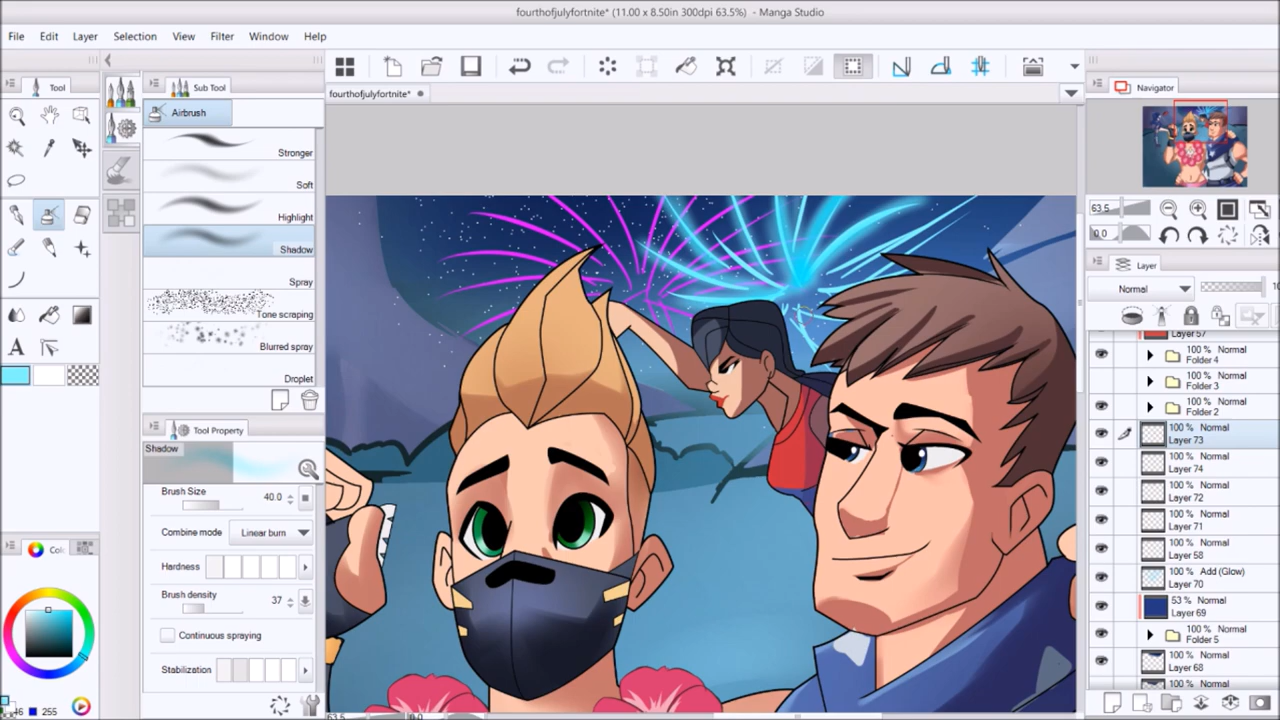 fourthofjulyfortnite* (11.00 x 8.50in 300dpi 63.5%) - Manga Studio
File Edit Layer Selection View Filter Window Help
Tool
Sub Tool
Airbrush
Stronger
Soft
Highlight
Shadow
Spray
Tone scraping
Blurred spray
Droplet
Tool Property
Shadow
Brush Size 40.0
Combine mode Linear burn
Hardness
Brush density 37
Continuous spraying
Stabilization
fourthofjulyfortnite*
Navigator
63.5
0.0
Layer
Normal
Layer 57
100 % Normal
Folder 4
100 % Normal
Folder 3
100 % Normal
Folder 2
100 % Normal
Layer 73
100 % Normal
Layer 74
100 % Normal
Layer 72
100 % Normal
Layer 71
100 % Normal
Layer 58
100 % Add (Glow)
Layer 70
53 % Normal
Layer 69
100 % Normal
Folder 5
100 % Normal
Layer 68
100 % Normal
63.5 0.0
255